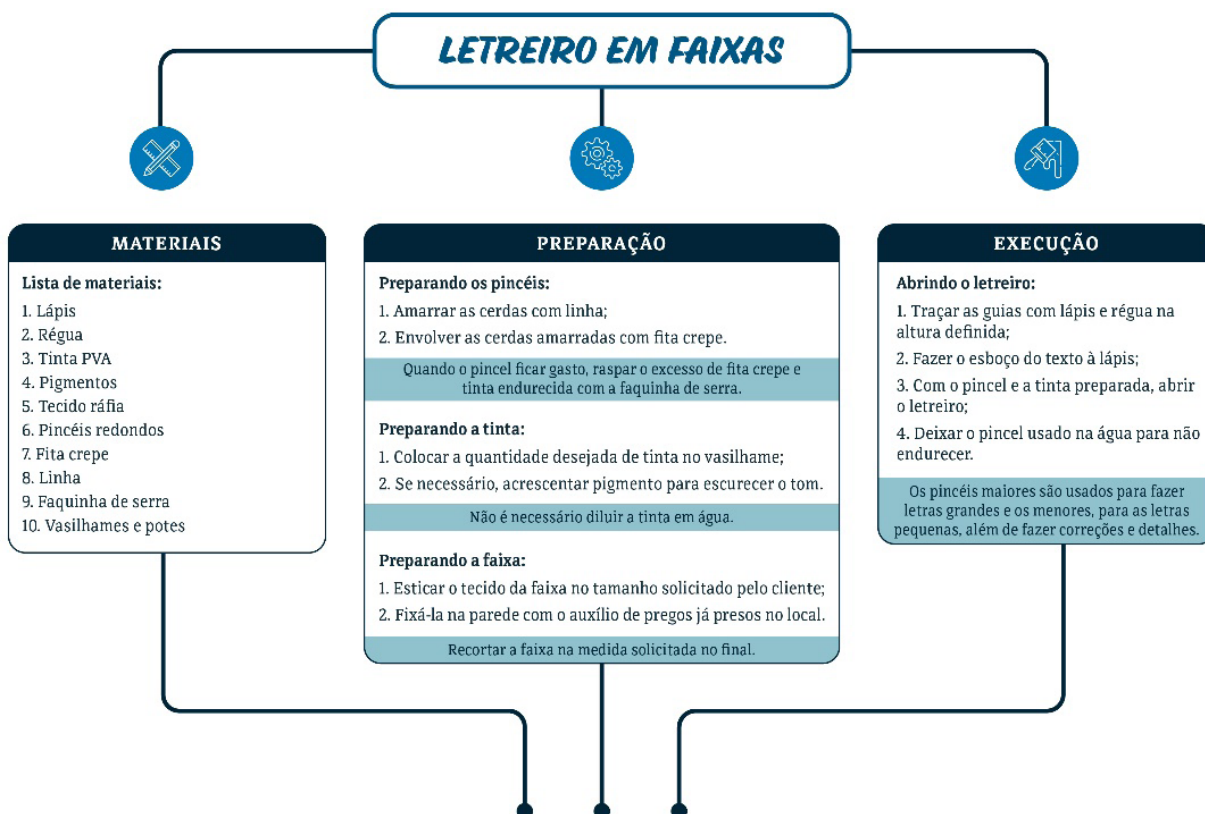 LETREIRO EM FAIXAS
MATERIAIS
Lista de materiais:
1. Lápis
2. Régua
3. Tinta PVA
4. Pigmentos
5. Tecido ráfia
6. Pincéis redondos
7. Fita crepe
8. Linha
9. Faquinha de serra
10. Vasilhames e potes
PREPARAÇÃO
Preparando os pincéis:
1. Amarrar as cerdas com linha;
2. Envolver as cerdas amarradas com fita crepe.
Quando o pincel ficar gasto, raspar o excesso de fita crepe e
tinta endurecida com a faquinha de serra.
Preparando a tinta:
1. Colocar a quantidade desejada de tinta no vasilhame;
2. Se necessário, acrescentar pigmento para escurecer o tom.
Não é necessário diluir a tinta em água.
Preparando a faixa:
1. Esticar o tecido da faixa no tamanho solicitado pelo cliente;
2. Fixá-la na parede com o auxílio de pregos já presos no local.
Recortar a faixa na medida solicitada no final.
EXECUÇÃO
Abrindo o letreiro:
1. Traçar as guias com lápis e régua na
altura definida;
2. Fazer o esboço do texto à lápis;
3. Com o pincel e a tinta preparada, abrir
o letreiro;
4. Deixar o pincel usado na água para não
endurecer.
Os pincéis maiores são usados para fazer
letras grandes e os menores, para as letras
pequenas, além de fazer correções e detalhes.